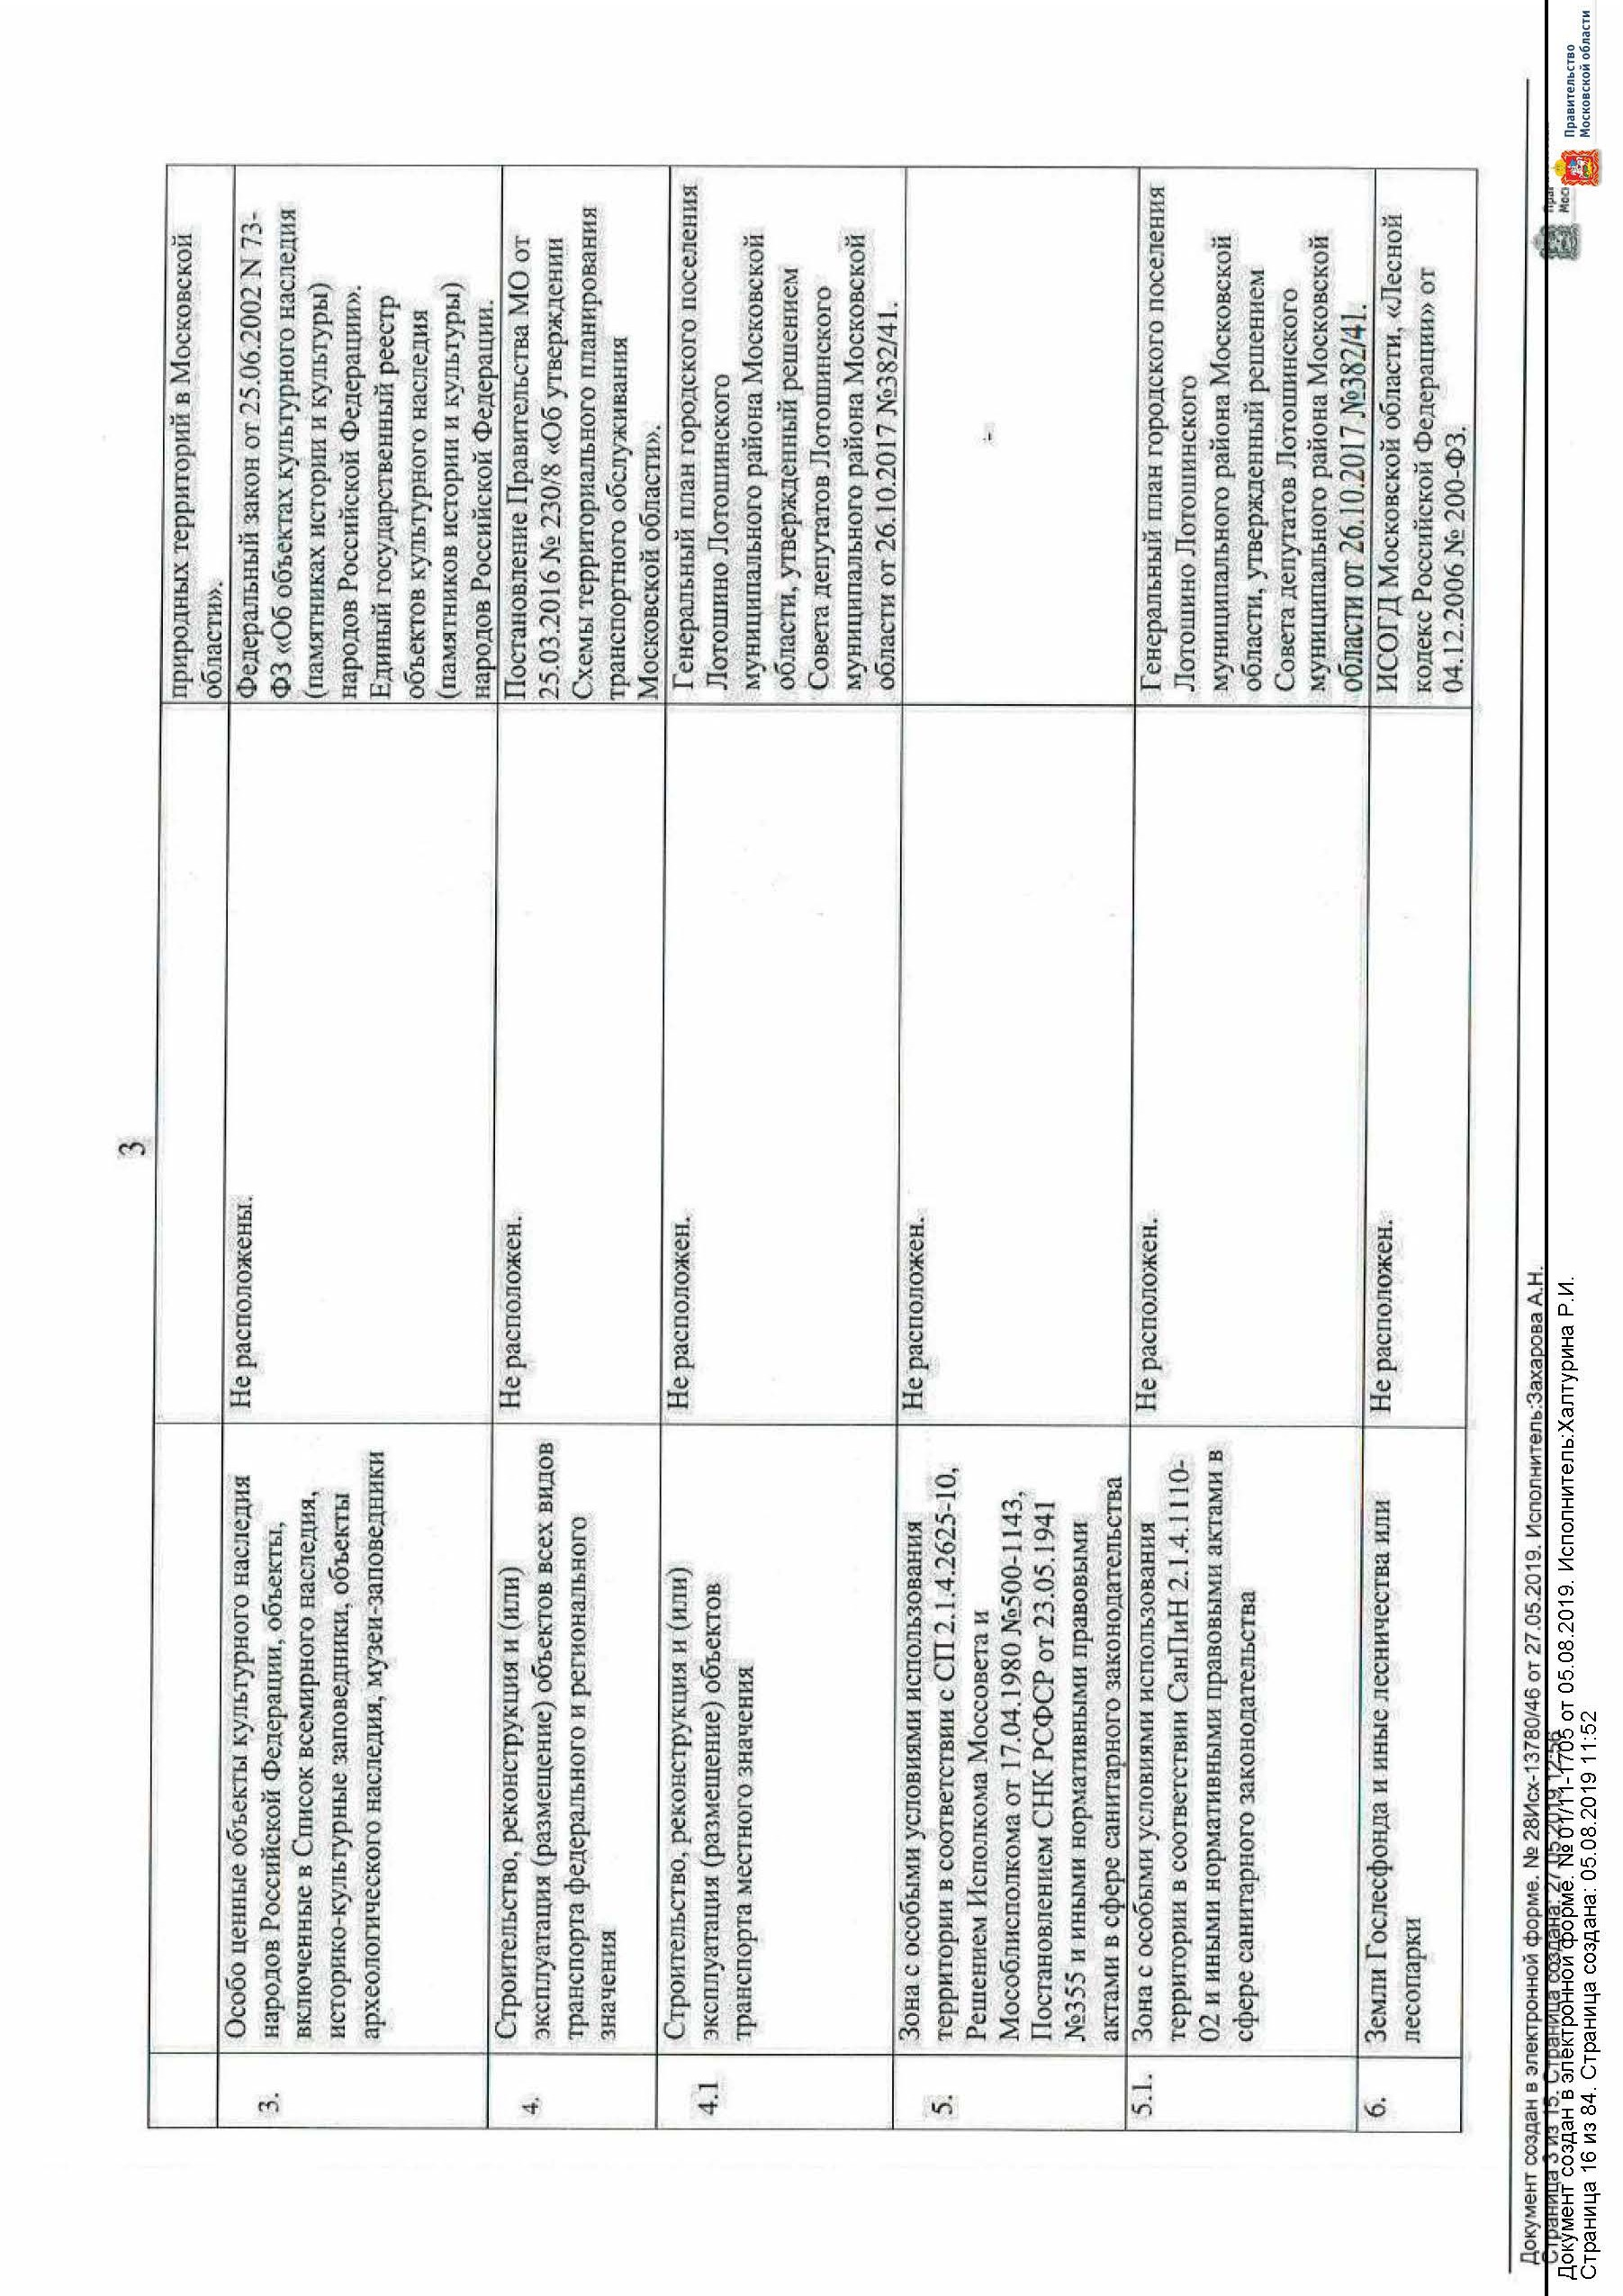 3
природных территорий в Московской
области».
3.
Особо ценные объекты культурного наследия
народов Российской Федерации, объекты,
включенные в Список всемирного наследия,
историко-культурные заповедники, объекты
археологического наследия, музеи-заповедники
Не расположены.
Федеральный закон от 25.06.2002 N 73-
ФЗ «Об объектах культурного наследия
(памятниках истории и культуры)
народов Российской Федерации».
Единый государственный реестр
объектов культурного наследия
(памятников истории и культуры)
народов Российской Федерации.
4.
Строительство, реконструкция и (или)
эксплуатация (размещение) объектов всех видов
транспорта федерального и регионального
значения
Не расположен.
Постановление Правительства МО от
25.03.2016 № 230/8 «Об утверждении
Схемы территориального планирования
транспортного обслуживания
Московской области».
4.1
Строительство, реконструкция и (или)
эксплуатация (размещение) объектов
транспорта местного значения
Не расположен.
Генеральный план городского поселения
Лотошино Лотошинского
муниципального района Московской
области, утвержденный решением
Совета депутатов Лотошинского
муниципального района Московской
области от 26.10.2017 №382/41.
5.
Зона с особыми условиями использования
территории в соответствии с СП 2.1.4.2625-10,
Решением Исполкома Моссовета и
Мособлисполкома от 17.04.1980 №500-1143,
Постановлением СНК РСФСР от 23.05.1941
№355 и иными нормативными правовыми
актами в сфере санитарного законодательства
Не расположен.
-
5.1.
Зона с особыми условиями использования
территории в соответствии СанПиН 2.1.4.1110-
02 и иными нормативными правовыми актами в
сфере санитарного законодательства
Не расположен.
Генеральный план городского поселения
Лотошино Лотошинского
муниципального района Московской
области, утвержденный решением
Совета депутатов Лотошинского
муниципального района Московской
области от 26.10.2017 №382/41.
6.
Земли Гослесфонда и иные лесничества или
лесопарки
Не расположен.
ИСОГД Московской области, «Лесной
кодекс Российской Федерации» от
04.12.2006 № 200-ФЗ.
Документ создан в электронной форме. № 28Исх-13780/46 от 27.05.2019. Исполнитель:Захарова А.Н.
Страница 3 из 15. Страница создана: 27.05.2019 12:56
Документ создан в электронной форме. № 01/11-1705 от 05.08.2019. Исполнитель:Халтурина Р.И.
Страница 16 из 84. Страница создана: 05.08.2019 11:52
Правительство
Московской области